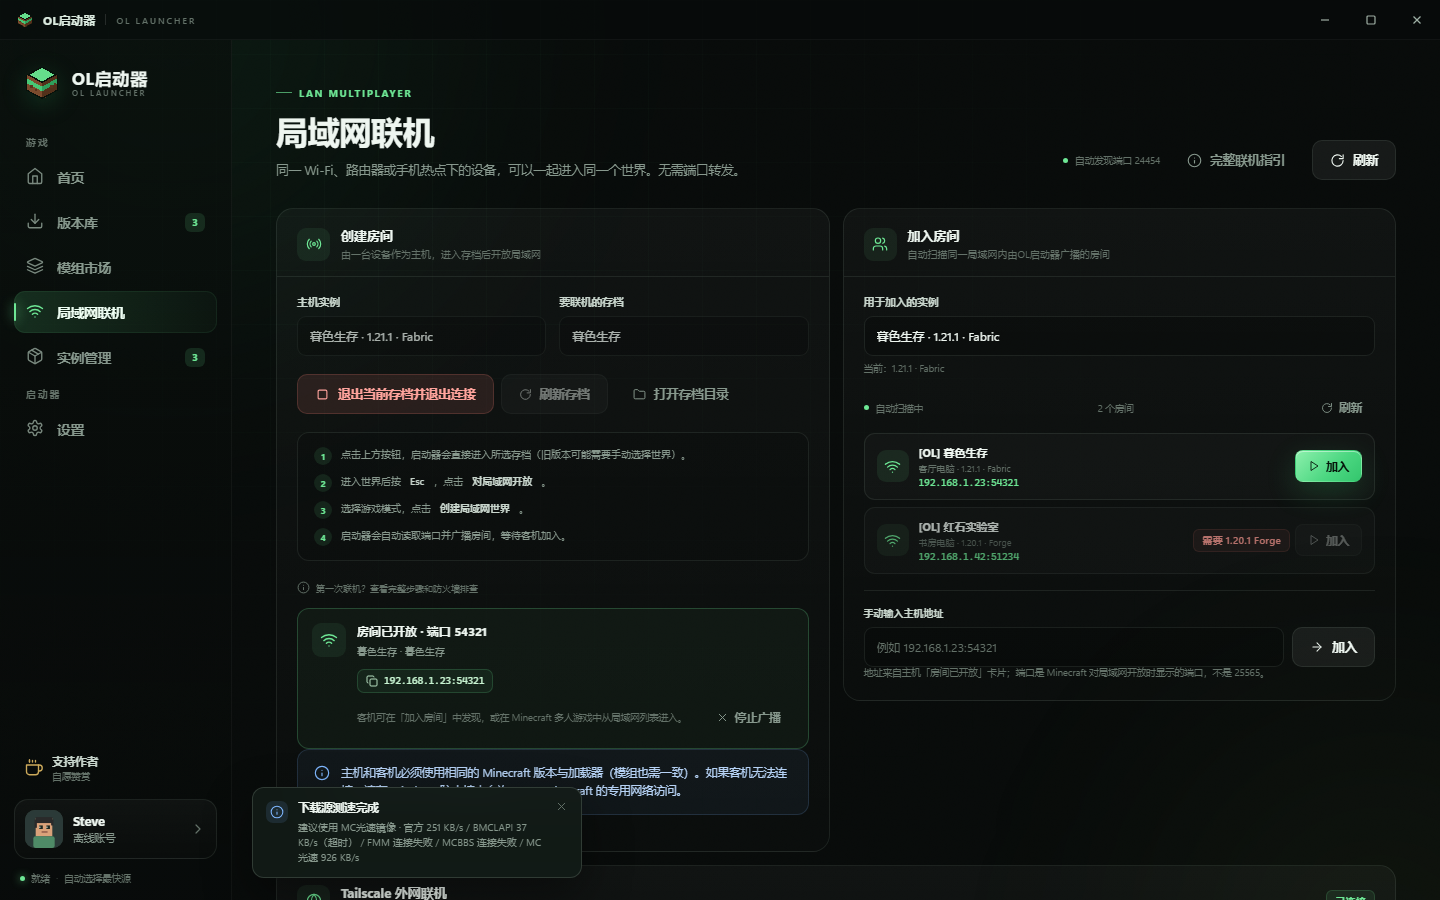 OL启动器 OL LAUNCHER
OL启动器
OL LAUNCHER
游戏
首页
版本库 3
模组市场
局域网联机
实例管理 3
启动器
设置
支持作者
自愿赞赏
Steve
离线账号
就绪 · 自动选择最快源
LAN MULTIPLAYER
局域网联机
同一 Wi-Fi、路由器或手机热点下的设备，可以一起进入同一个世界。无需端口转发。
自动发现端口 24454
完整联机指引
刷新
创建房间
由一台设备作为主机，进入存档后开放局域网
主机实例
要联机的存档
暮色生存 · 1.21.1 · Fabric
暮色生存
退出当前存档并退出连接
刷新存档
打开存档目录
1 点击上方按钮，启动器会直接进入所选存档（旧版本可能需要手动选择世界）。
2 进入世界后按 Esc ，点击 对局域网开放 。
3 选择游戏模式，点击 创建局域网世界 。
4 启动器会自动读取端口并广播房间，等待客机加入。
第一次联机？查看完整步骤和防火墙排查
房间已开放 · 端口 54321
暮色生存 · 暮色生存
192.168.1.23:54321
客机可在「加入房间」中发现，或在 Minecraft 多人游戏中从局域网列表进入。
停止广播
主机和客机必须使用相同的 Minecraft 版本与加载器（模组也需一致）。如果客机无法连
aft 的专用网络访问。
下载源测速完成
建议使用 MC光速镜像 · 官方 251 KB/s / BMCLAPI 37
KB/s（超时） / FMM 连接失败 / MCBBS 连接失败 / MC
光速 926 KB/s
加入房间
自动扫描同一局域网内由OL启动器广播的房间
用于加入的实例
暮色生存 · 1.21.1 · Fabric
当前：1.21.1 · Fabric
自动扫描中
2 个房间
刷新
[OL] 暮色生存
客厅电脑 · 1.21.1 · Fabric
192.168.1.23:54321
加入
[OL] 红石实验室
书房电脑 · 1.20.1 · Forge
192.168.1.42:51234
需要 1.20.1 Forge
加入
手动输入主机地址
例如 192.168.1.23:54321
加入
地址来自主机「房间已开放」卡片；端口是 Minecraft 对局域网开放时显示的端口，不是 25565。
Tailscale 外网联机